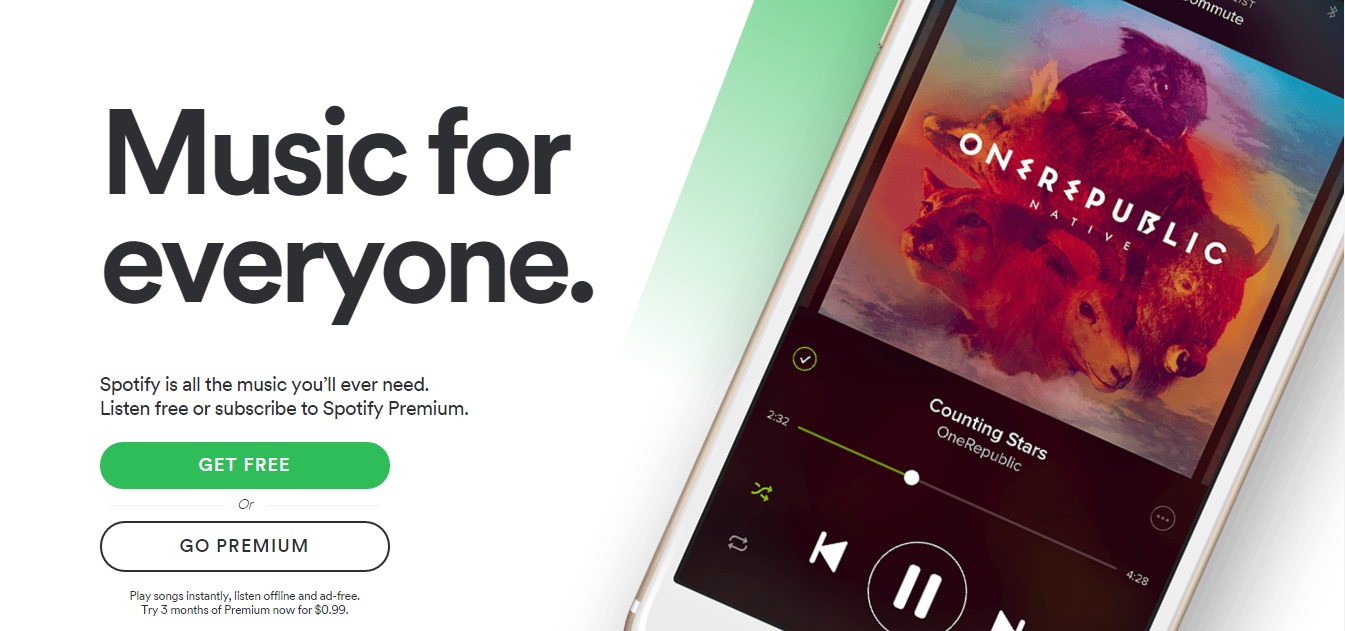 Music for
everyone.
Spotify is all the music you’ll ever need.
Listen free or subscribe to Spotify Premium.
GET FREE
Or
GO PREMIUM
Play songs instantly, listen offline and ad-free.
Try 3 months of Premium now for $0.99.
ONEREPUBLIC
NATIVE
Counting Stars
OneRepublic
2:32
4:28